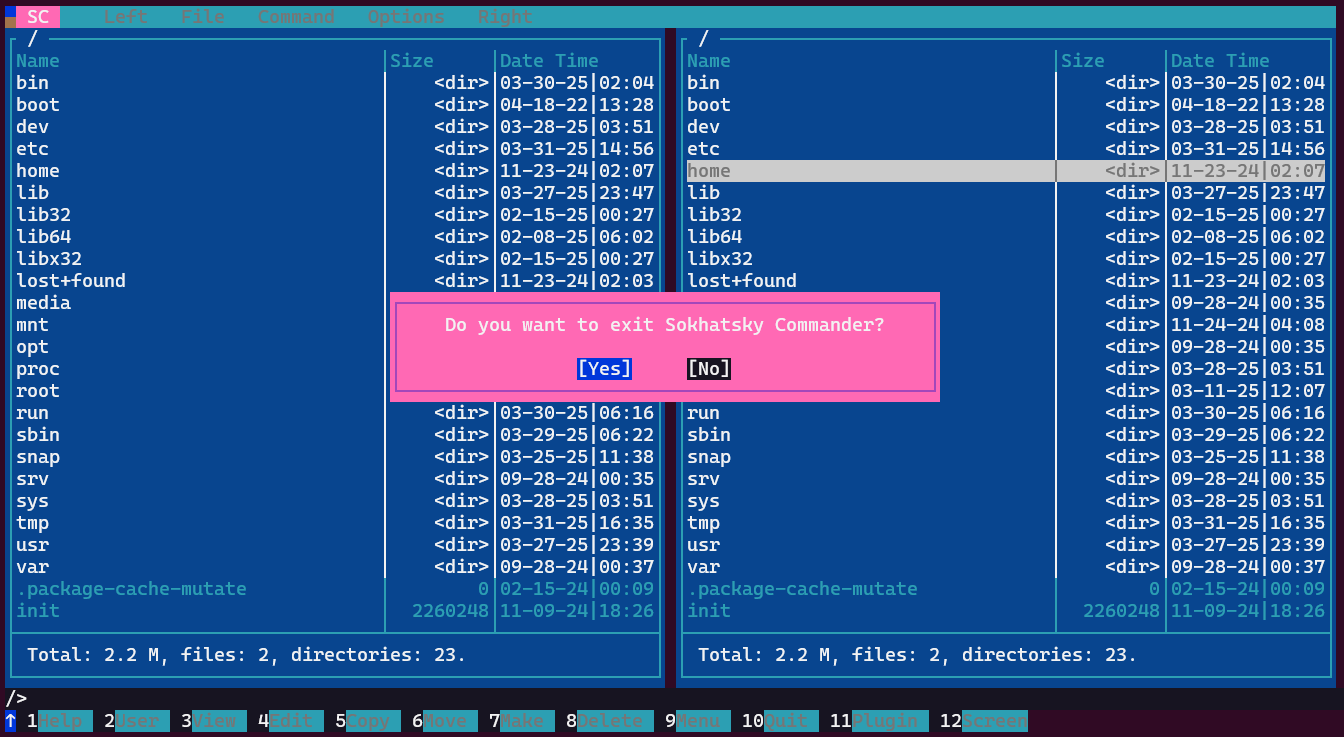 SC Left File Command Options Right
/ /
Name Size Date Time Name Size Date Time
bin <dir> 03-30-25|02:04 bin <dir> 03-30-25|02:04
boot <dir> 04-18-22|13:28 boot <dir> 04-18-22|13:28
dev <dir> 03-28-25|03:51 dev <dir> 03-28-25|03:51
etc <dir> 03-31-25|14:56 etc <dir> 03-31-25|14:56
home <dir> 11-23-24|02:07 home <dir> 11-23-24|02:07
lib <dir> 03-27-25|23:47 lib <dir> 03-27-25|23:47
lib32 <dir> 02-15-25|00:27 lib32 <dir> 02-15-25|00:27
lib64 <dir> 02-08-25|06:02 lib64 <dir> 02-08-25|06:02
libx32 <dir> 02-15-25|00:27 libx32 <dir> 02-15-25|00:27
lost+found <dir> 11-23-24|02:03 lost+found <dir> 11-23-24|02:03
media <dir> 09-28-24|00:35
mnt Do you want to exit Sokhatsky Commander? <dir> 11-24-24|04:08
opt <dir> 09-28-24|00:35
proc [Yes] [No] <dir> 03-28-25|03:51
root <dir> 03-11-25|12:07
run <dir> 03-30-25|06:16 run <dir> 03-30-25|06:16
sbin <dir> 03-29-25|06:22 sbin <dir> 03-29-25|06:22
snap <dir> 03-25-25|11:38 snap <dir> 03-25-25|11:38
srv <dir> 09-28-24|00:35 srv <dir> 09-28-24|00:35
sys <dir> 03-28-25|03:51 sys <dir> 03-28-25|03:51
tmp <dir> 03-31-25|16:35 tmp <dir> 03-31-25|16:35
usr <dir> 03-27-25|23:39 usr <dir> 03-27-25|23:39
var <dir> 09-28-24|00:37 var <dir> 09-28-24|00:37
.package-cache-mutate 0 02-15-24|00:09 .package-cache-mutate 0 02-15-24|00:09
init 2260248 11-09-24|18:26 init 2260248 11-09-24|18:26
Total: 2.2 M, files: 2, directories: 23. Total: 2.2 M, files: 2, directories: 23.
/>
↑ 1Help 2User 3View 4Edit 5Copy 6Move 7Make 8Delete 9Menu 10Quit 11Plugin 12Screen